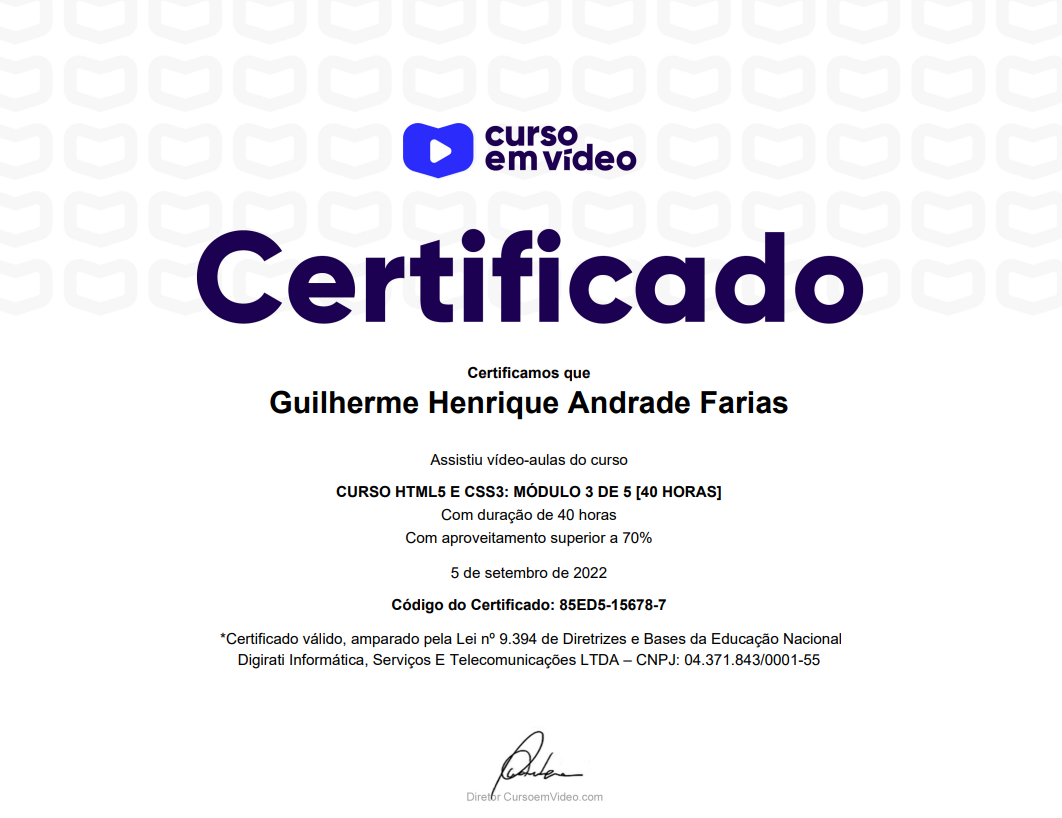 curso
em vídeo
Certificado
Certificamos que
Guilherme Henrique Andrade Farias
Assistiu vídeo-aulas do curso
CURSO HTML5 E CSS3: MÓDULO 3 DE 5 [40 HORAS]
Com duração de 40 horas
Com aproveitamento superior a 70%
5 de setembro de 2022
Código do Certificado: 85ED5-15678-7
*Certificado válido, amparado pela Lei nº 9.394 de Diretrizes e Bases da Educação Nacional
Digirati Informática, Serviços E Telecomunicações LTDA – CNPJ: 04.371.843/0001-55
Diretor CursoemVideo.com